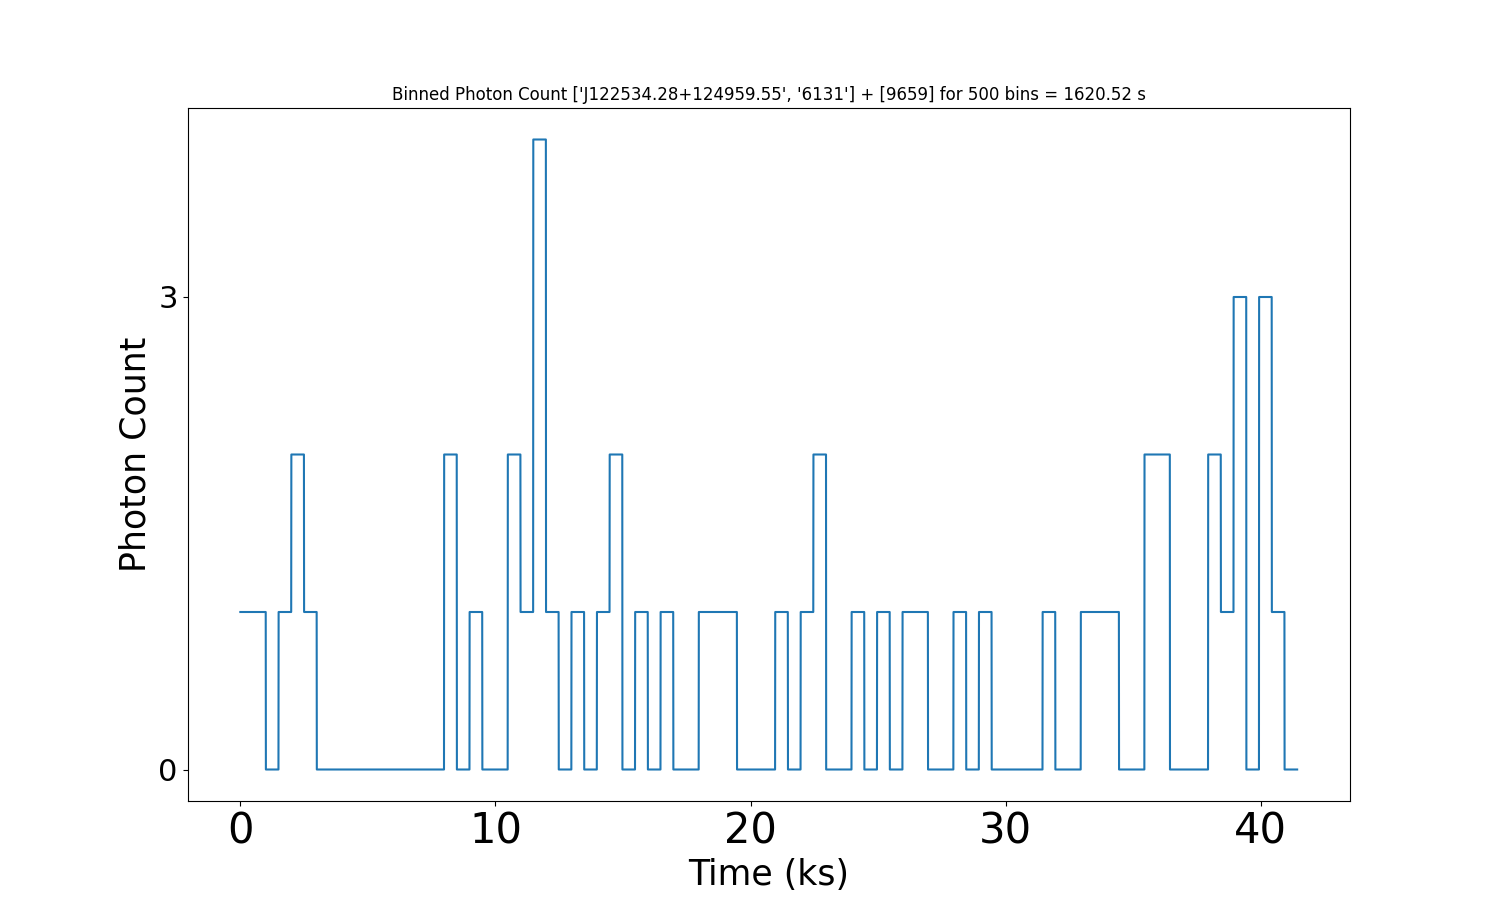 Binned Photon Count ['J122534.28+124959.55', '6131'] + [9659] for 500 bins = 1620.52 s
3
Photon Count
0
0 10 20 30 40
Time (ks)